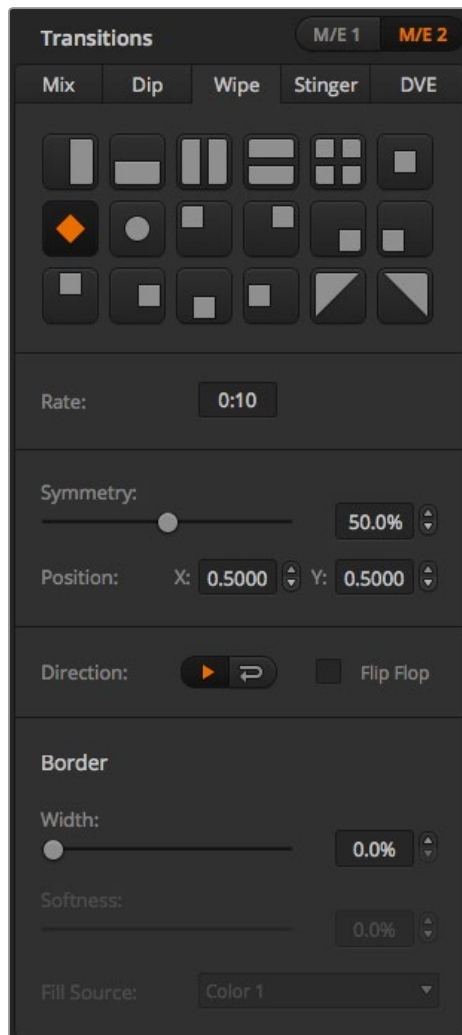 Transitions M/E 1 M/E 2
Mix Dip Wipe Stinger DVE
Rate: 0:10
Symmetry:
50.0%
Position: X: 0.5000 Y: 0.5000
Direction: Flip Flop
Border
Width:
0.0%
Softness:
0.0%
Fill Source: Color 1